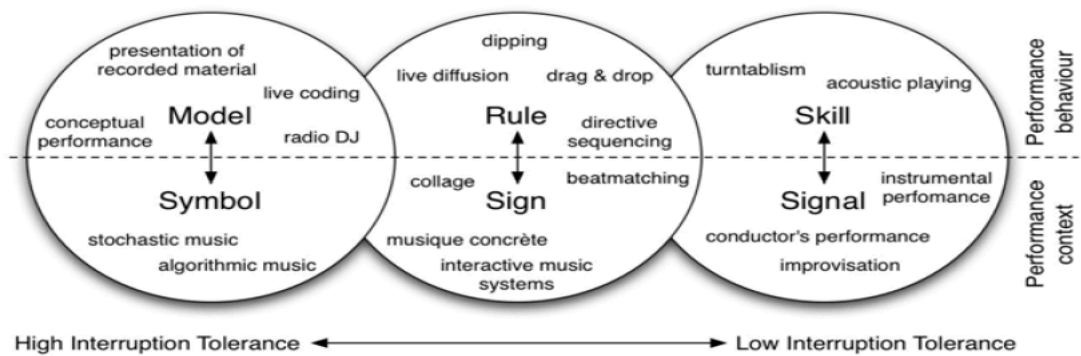 presentation of
recorded material
live coding
Model
conceptual
performance
radio DJ
Symbol
stochastic music
algorithmic music
dipping
live diffusion
drag & drop
Rule
directive
sequencing
collage
beatmatching
Sign
musique concrète
interactive music
systems
turntablism
acoustic playing
Skill
Signal
instrumental
perfomance
conductor's performance
improvisation
Performance
behaviour
Performance
context
High Interruption Tolerance
Low Interruption Tolerance